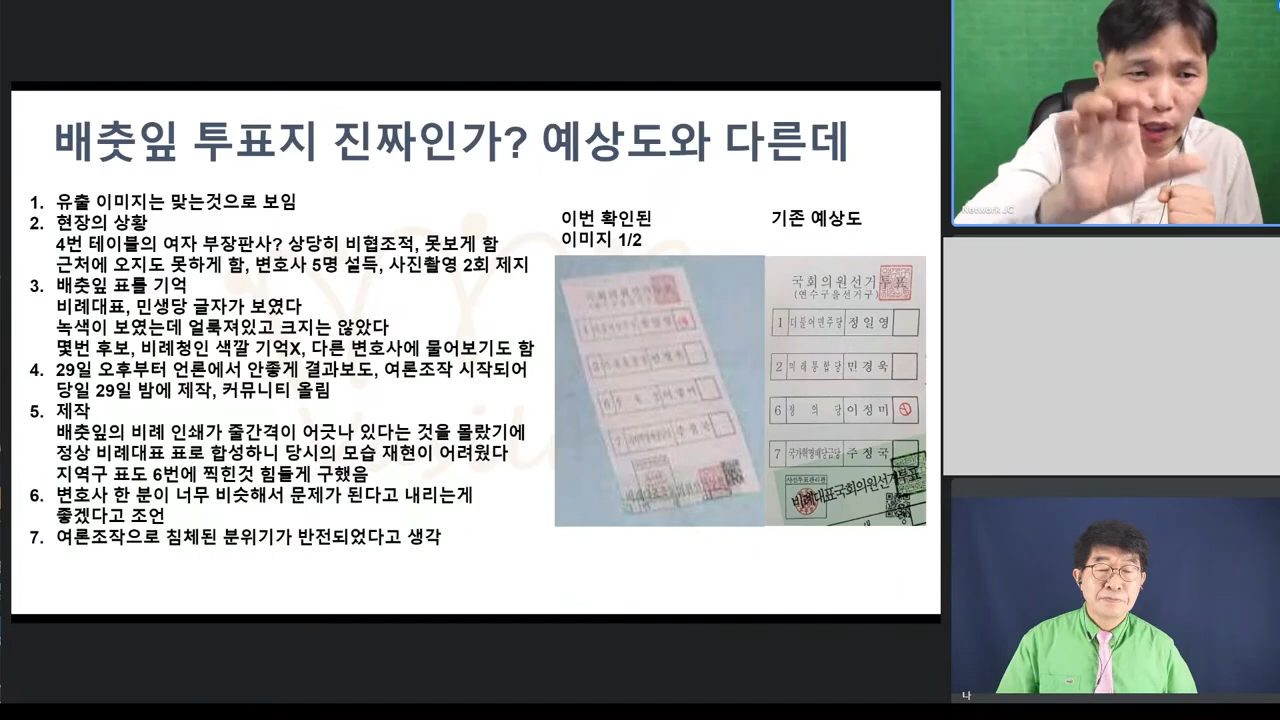 배춧잎 투표지 진짜인가? 예상도와 다른데
1. 유출 이미지는 맞는것으로 보임
2. 현장의 상황
4번 테이블의 여자 부장판사? 상당히 비협조적, 못보게 함
근처에 오지도 못하게 함, 변호사 5명 설득, 사진촬영 2회 제지
3. 배춧잎 표를 기억
비례대표, 민생당 글자가 보였다
녹색이 보였는데 얼룩져있고 크지는 않았다
몇번 후보, 비례청인 색깔 기억X, 다른 변호사에 물어보기도 함
4. 29일 오후부터 언론에서 안좋게 결과보도, 여론조작 시작되어
당일 29일 밤에 제작, 커뮤니티 올림
5. 제작
배춧잎의 비례 인쇄가 줄간격이 어긋나 있다는 것을 몰랐기에
정상 비례대표 표로 합성하니 당시의 모습 재현이 어려웠다
지역구 표도 6번에 찍힌것 힘들게 구했음
6. 변호사 한 분이 너무 비슷해서 문제가 된다고 내리는게
좋겠다고 조언
7. 여론조작으로 침체된 분위기가 반전되었다고 생각
이번 확인된
이미지 1/2
기존 예상도
국회의원선거투표
(연수구을선거구)
1 더불어민주당 정일영
2 미래통합당 민경욱
6 정의당 이정미
7 국가혁명배당금당 주정국
사전투표관리관
비례대표국회의원선거투표
Network JC
나